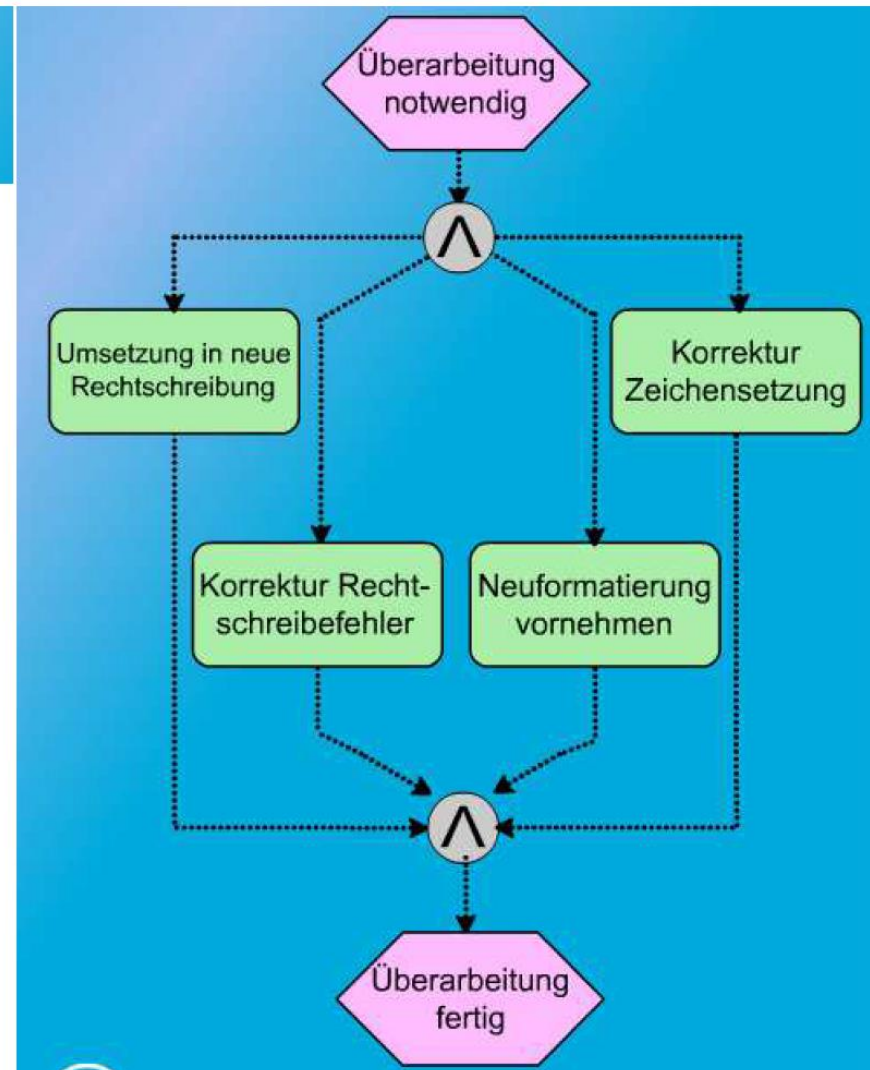 Überarbeitung
notwendig
Λ
Umsetzung in neue
Rechtschreibung
Korrektur
Zeichensetzung
Korrektur Recht-
schreibefehler
Neuformatierung
vornehmen
Λ
Überarbeitung
fertig